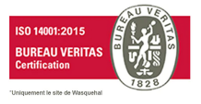 ISO 14001:2015
BUREAU VERITAS
Certification
BUREAU VERITAS
1828
*Uniquement le site de Wasquehal